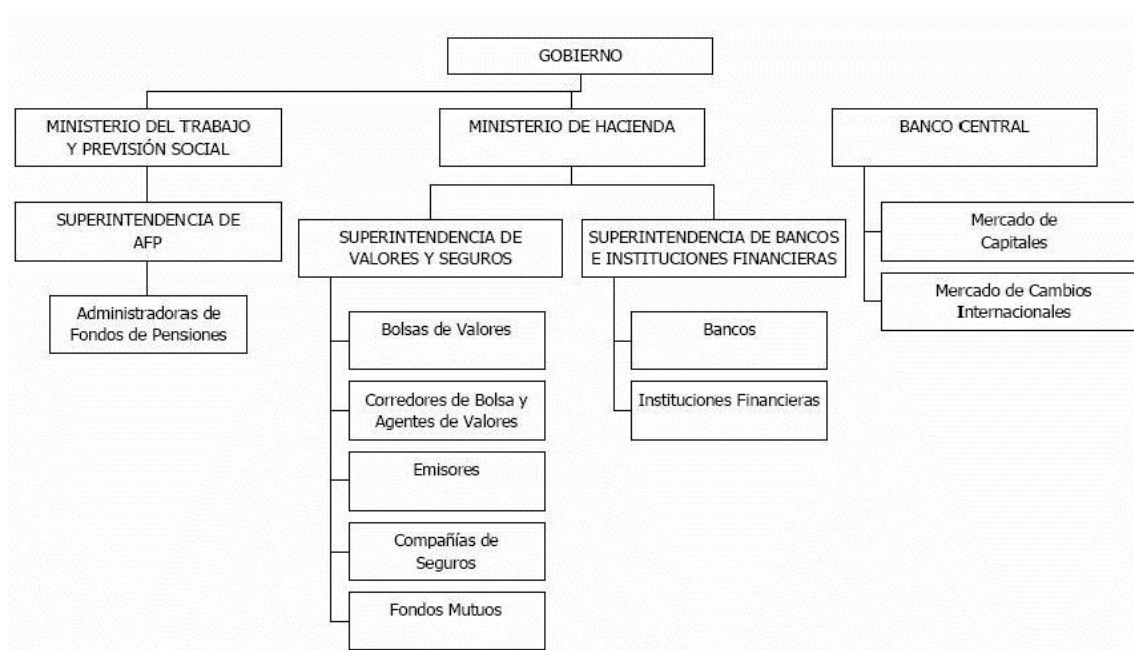 GOBIERNO
MINISTERIO DEL TRABAJO
Y PREVISIÓN SOCIAL
MINISTERIO DE HACIENDA
BANCO CENTRAL
SUPERINTENDENCIA DE
AFP
SUPERINTENDENCIA DE
VALORES Y SEGUROS
SUPERINTENDENCIA DE BANCOS
E INSTITUCIONES FINANCIERAS
Mercado de
Capitales
Mercado de Cambios
Internacionales
Administradoras de
Fondos de Pensiones
Bolsas de Valores
Bancos
Corredores de Bolsa y
Agentes de Valores
Instituciones Financieras
Emisores
Compañías de
Seguros
Fondos Mutuos